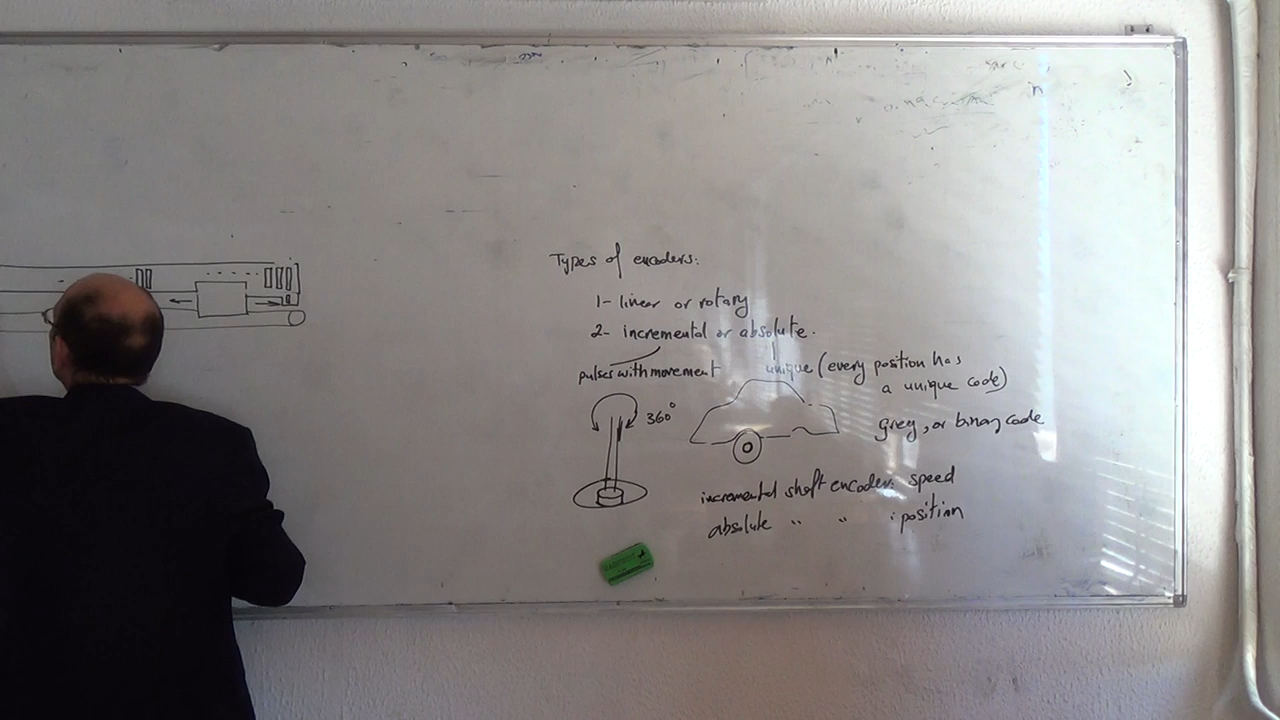 Types of encoders:
1- linear or rotary
2- incremental or absolute.
pulses with movement
unique (every position has
a unique code)
360°
grey, or binary code
incremental shaft encoder: speed
absolute " " : position